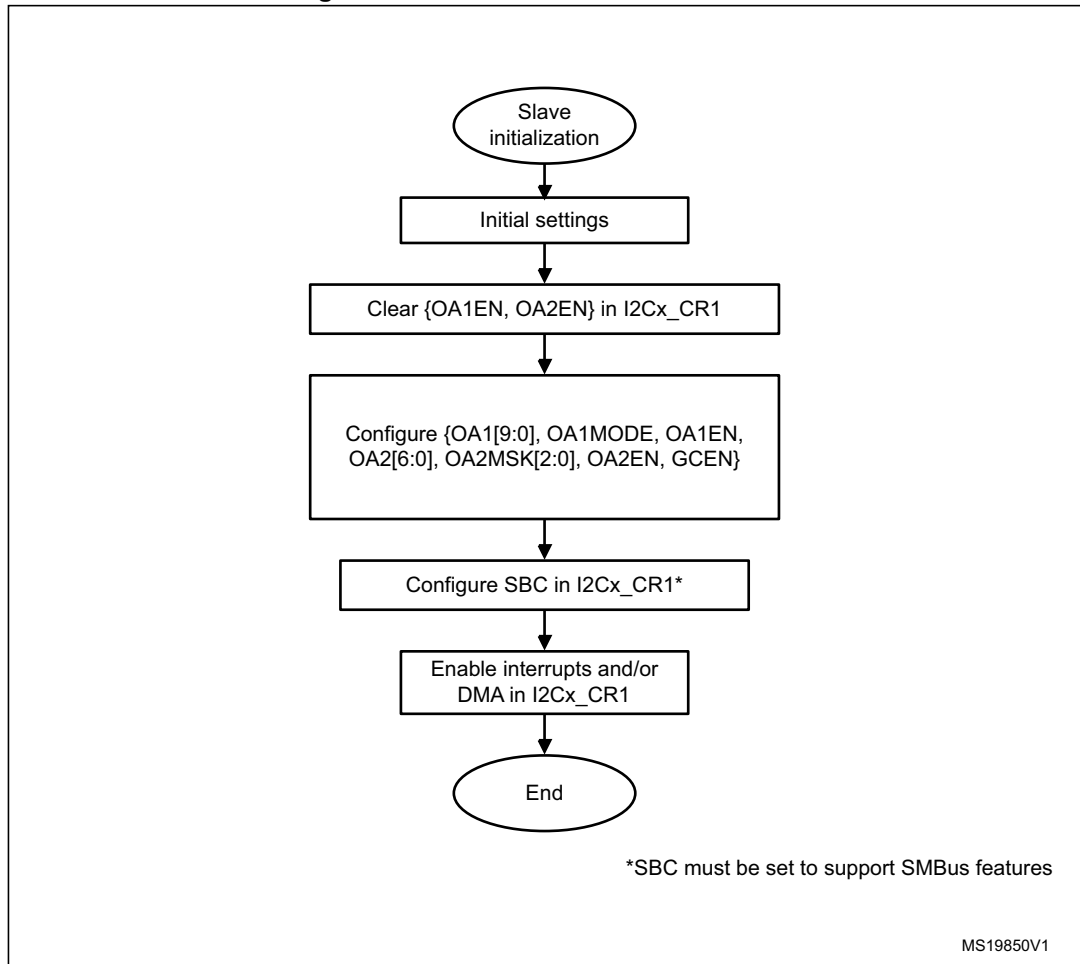 Slave
initialization
Initial settings
Clear {OA1EN, OA2EN} in I2Cx_CR1
Configure {OA1[9:0], OA1MODE, OA1EN,
OA2[6:0], OA2MSK[2:0], OA2EN, GCEN}
Configure SBC in I2Cx_CR1*
Enable interrupts and/or
DMA in I2Cx_CR1
End
*SBC must be set to support SMBus features
MS19850V1